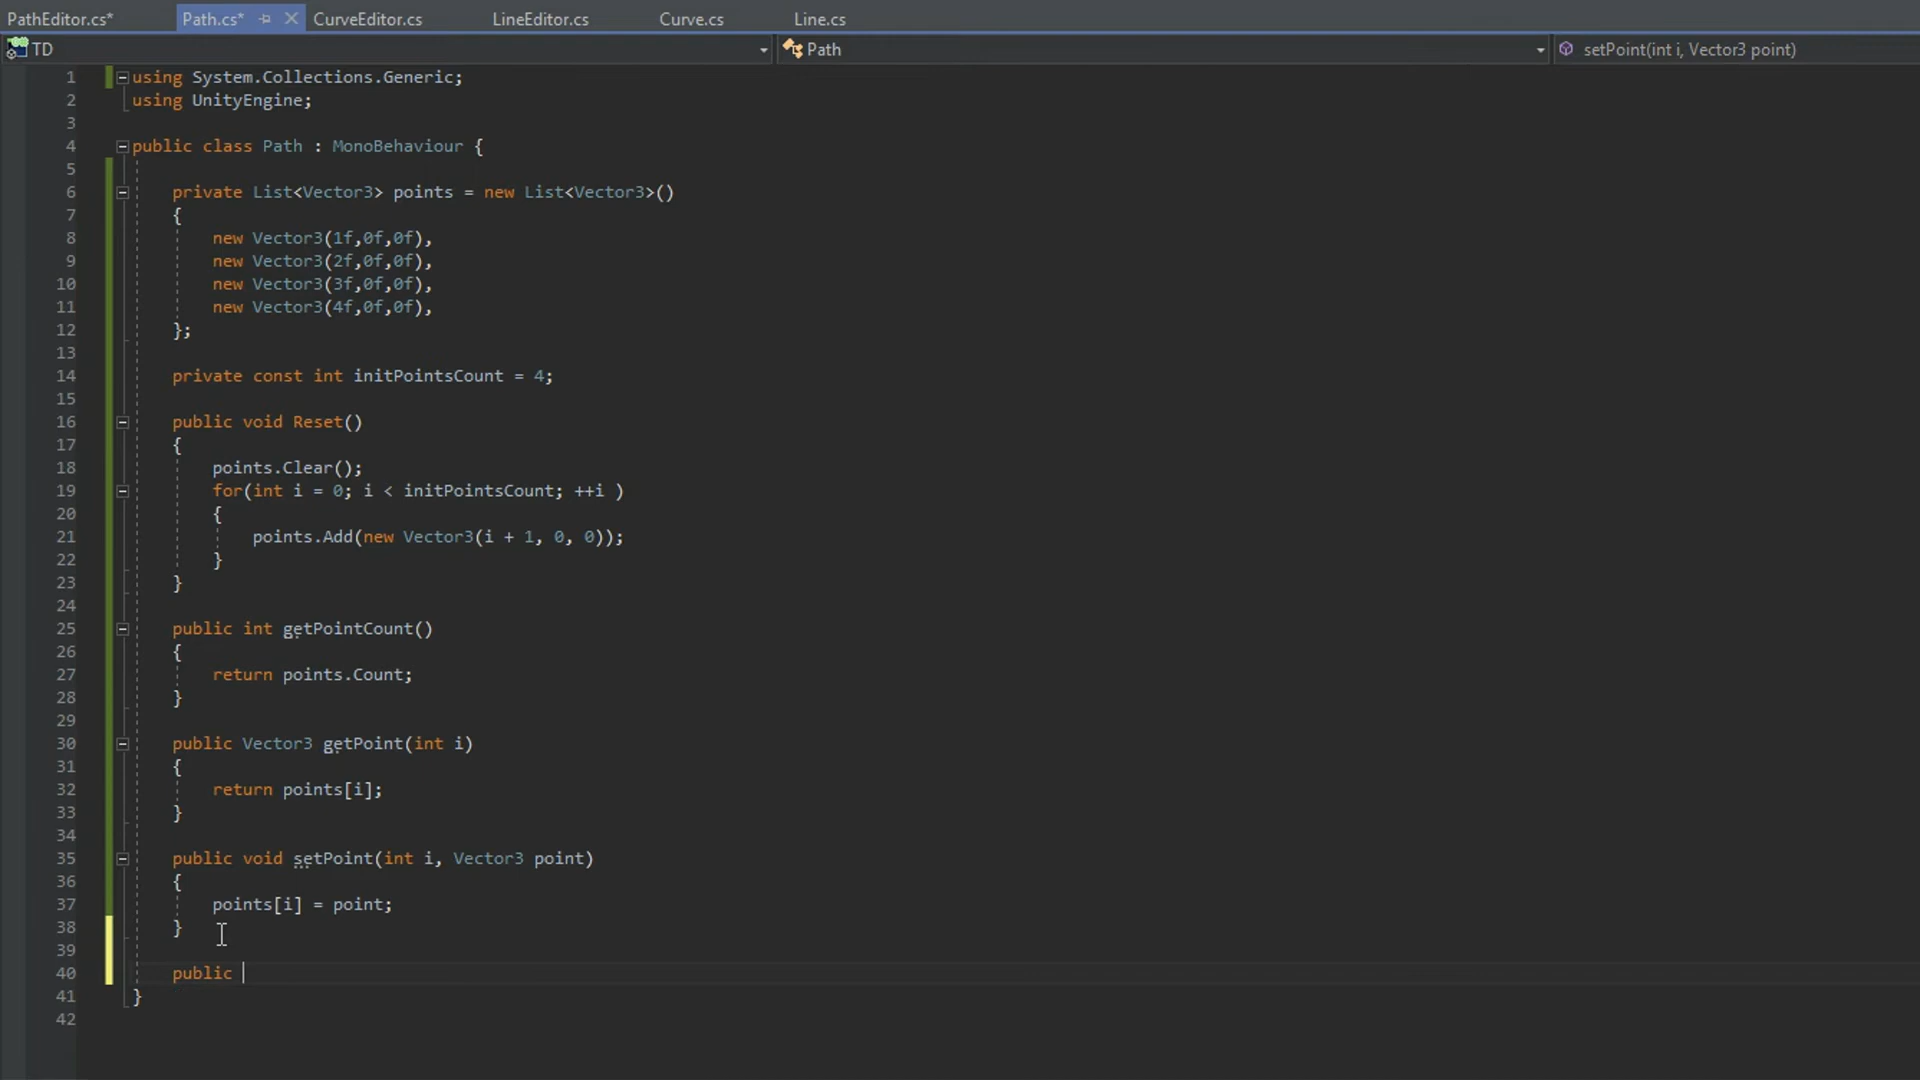 PathEditor.cs* Path.cs* CurveEditor.cs LineEditor.cs Curve.cs Line.cs
TD Path setPoint(int i, Vector3 point)
1 using System.Collections.Generic;
2 using UnityEngine;
3
4 public class Path : MonoBehaviour {
5
6 private List<Vector3> points = new List<Vector3>()
7 {
8 new Vector3(1f,0f,0f),
9 new Vector3(2f,0f,0f),
10 new Vector3(3f,0f,0f),
11 new Vector3(4f,0f,0f),
12 };
13
14 private const int initPointsCount = 4;
15
16 public void Reset()
17 {
18 points.Clear();
19 for(int i = 0; i < initPointsCount; ++i )
20 {
21 points.Add(new Vector3(i + 1, 0, 0));
22 }
23 }
24
25 public int getPointCount()
26 {
27 return points.Count;
28 }
29
30 public Vector3 getPoint(int i)
31 {
32 return points[i];
33 }
34
35 public void setPoint(int i, Vector3 point)
36 {
37 points[i] = point;
38 }
39
40 public
41 }
42